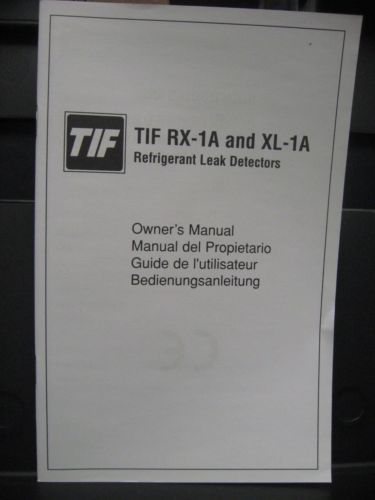 TIF
TIF RX-1A and XL-1A
Refrigerant Leak Detectors
Owner's Manual
Manual del Propietario
Guide de l'utilisateur
Bedienungsanleitung